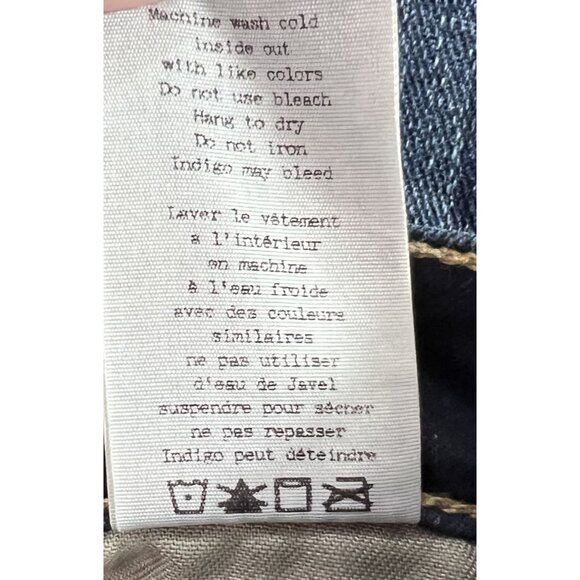 Machine wash cold
inside out
with like colors
Do not use bleach
Hang to dry
Do not iron
Indigo may bleed
Laver le vêtement
à l'intérieur
en machine
à l'eau froide
avec des couleurs
similaires
ne pas utiliser
d'eau de Javel
suspendre pour sécher
ne pas repasser
Indigo peut déteindre